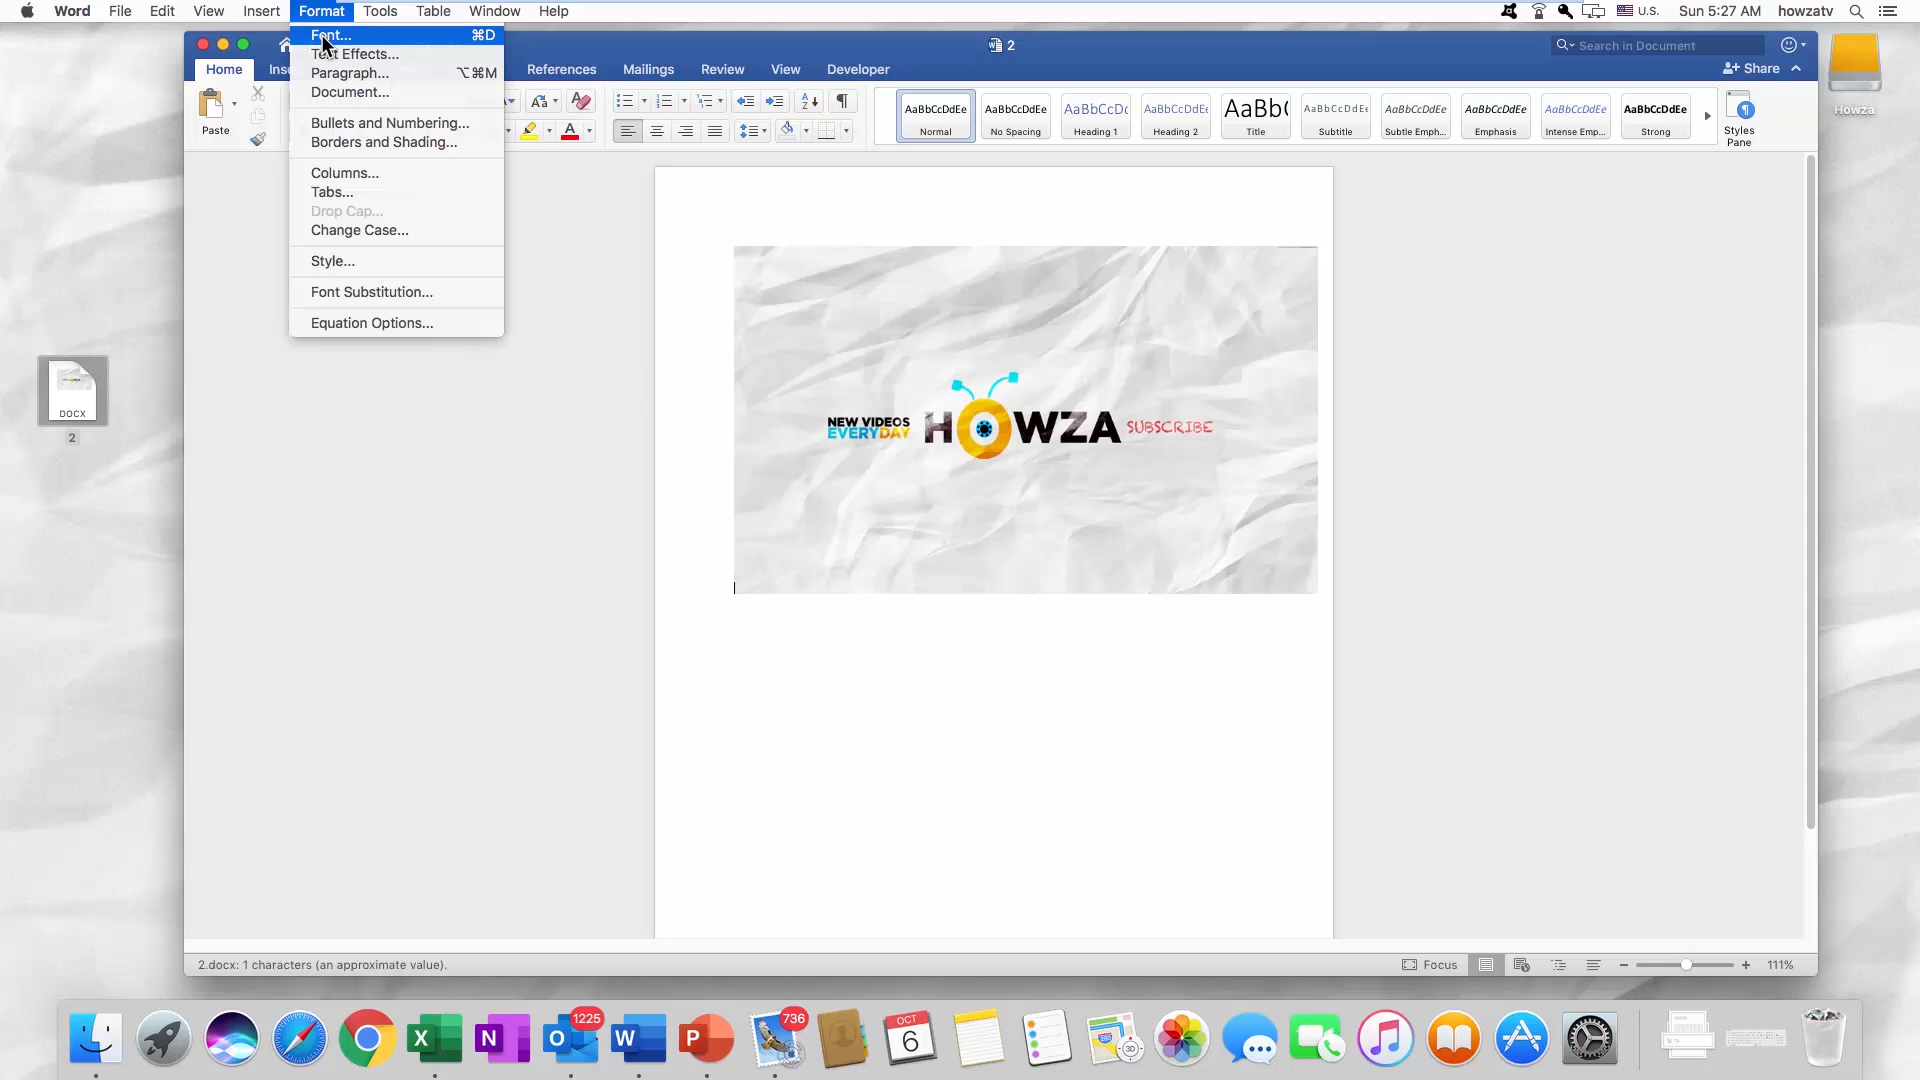 Word File Edit View Insert Format Tools Table Window Help U.S. Sun 5:27 AM howzatv
Font... ⌘D
Text Effects...
Paragraph... ⌥⌘M
Document...
Bullets and Numbering...
Borders and Shading...
Columns...
Tabs...
Drop Cap...
Change Case...
Style...
Font Substitution...
Equation Options...
2 Search in Document
Home References Mailings Review View Developer Share
Paste
AaBbCcDdEe AaBbCcDdEe AaBbCcDc AaBbCcDdEe AaBb( AaBbCcDdEe AaBbCcDdEe AaBbCcDdEe AaBbCcDdEe AaBbCcDdEe
Normal No Spacing Heading 1 Heading 2 Title Subtitle Subtle Emph... Emphasis Intense Emp... Strong Styles
Pane
Howza
DOCX
2
NEW VIDEOS
EVERYDAY
HOWZA
SUBSCRIBE
2.docx: 1 characters (an approximate value). Focus 111%
1225
736
OCT
6
3D